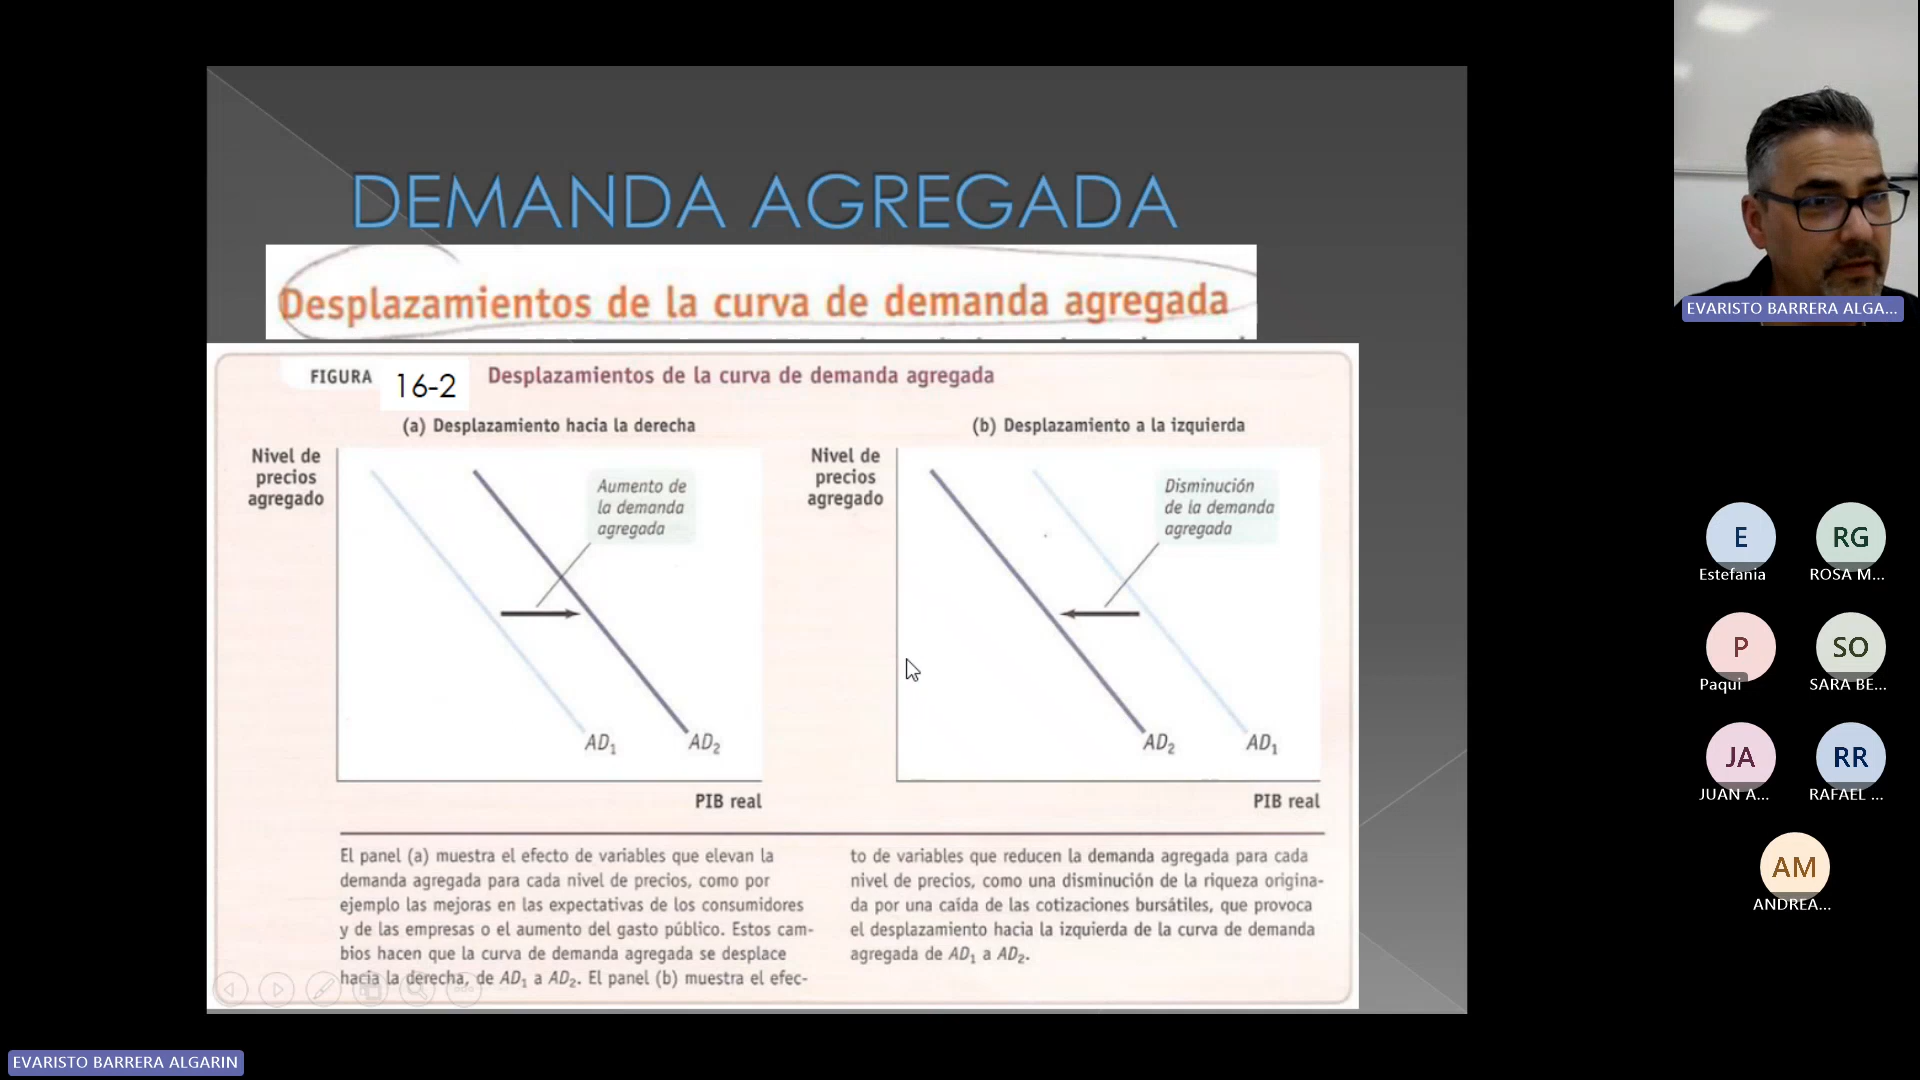 DEMANDA AGREGADA
Desplazamientos de la curva de demanda agregada
FIGURA 16-2 Desplazamientos de la curva de demanda agregada
(a) Desplazamiento hacia la derecha
Nivel de
precios
agregado
Aumento de
la demanda
agregada
AD1
AD2
PIB real
(b) Desplazamiento a la izquierda
Nivel de
precios
agregado
Disminución
de la demanda
agregada
AD2
AD1
PIB real
El panel (a) muestra el efecto de variables que elevan la
demanda agregada para cada nivel de precios, como por
ejemplo las mejoras en las expectativas de los consumidores
y de las empresas o el aumento del gasto público. Estos cam-
bios hacen que la curva de demanda agregada se desplace
hacia la derecha, de AD1 a AD2. El panel (b) muestra el efec-
to de variables que reducen la demanda agregada para cada
nivel de precios, como una disminución de la riqueza origina-
da por una caída de las cotizaciones bursátiles, que provoca
el desplazamiento hacia la izquierda de la curva de demanda
agregada de AD1 a AD2.
EVARISTO BARRERA ALGA...
E
Estefania
RG
ROSA M...
P
Paqui
SO
SARA BE...
JA
JUAN A...
RR
RAFAEL ...
AM
ANDREA...
EVARISTO BARRERA ALGARIN